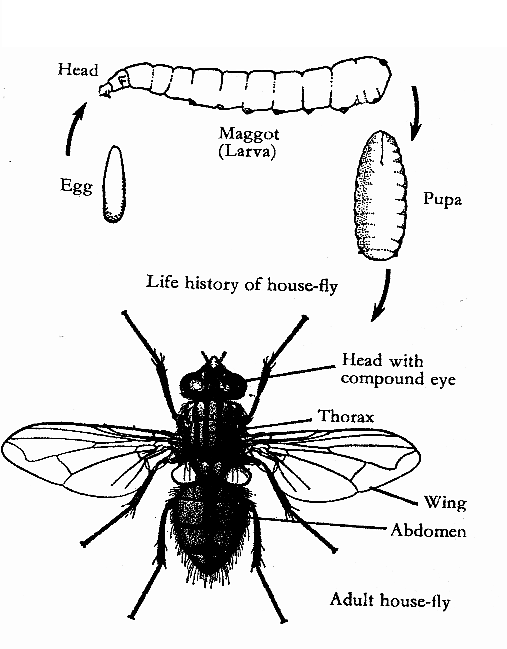 Head
Maggot
(Larva)
Egg
Pupa
Life history of house-fly
Head with
compound eye
Thorax
Wing
Abdomen
Adult house-fly